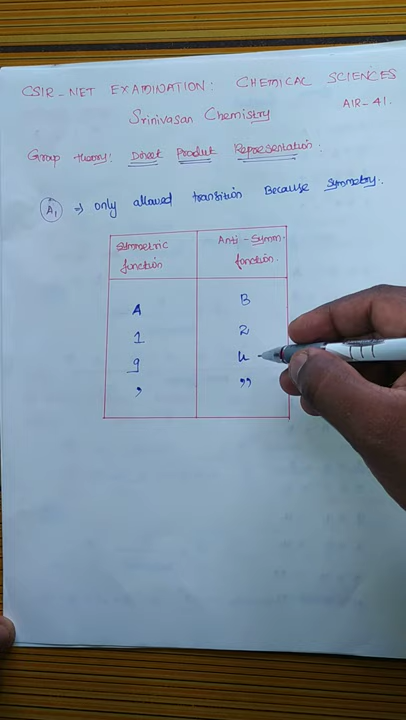 CSIR-NET EXAMINATION: CHEMICAL SCIENCES
Srinivasan Chemistry AIR-41.
Group theory: Direct Product Representation:
A1 → only allowed transition Because symmetry.
Symmetric function Anti-Symm. function.
A B
1 2
g u
' ''